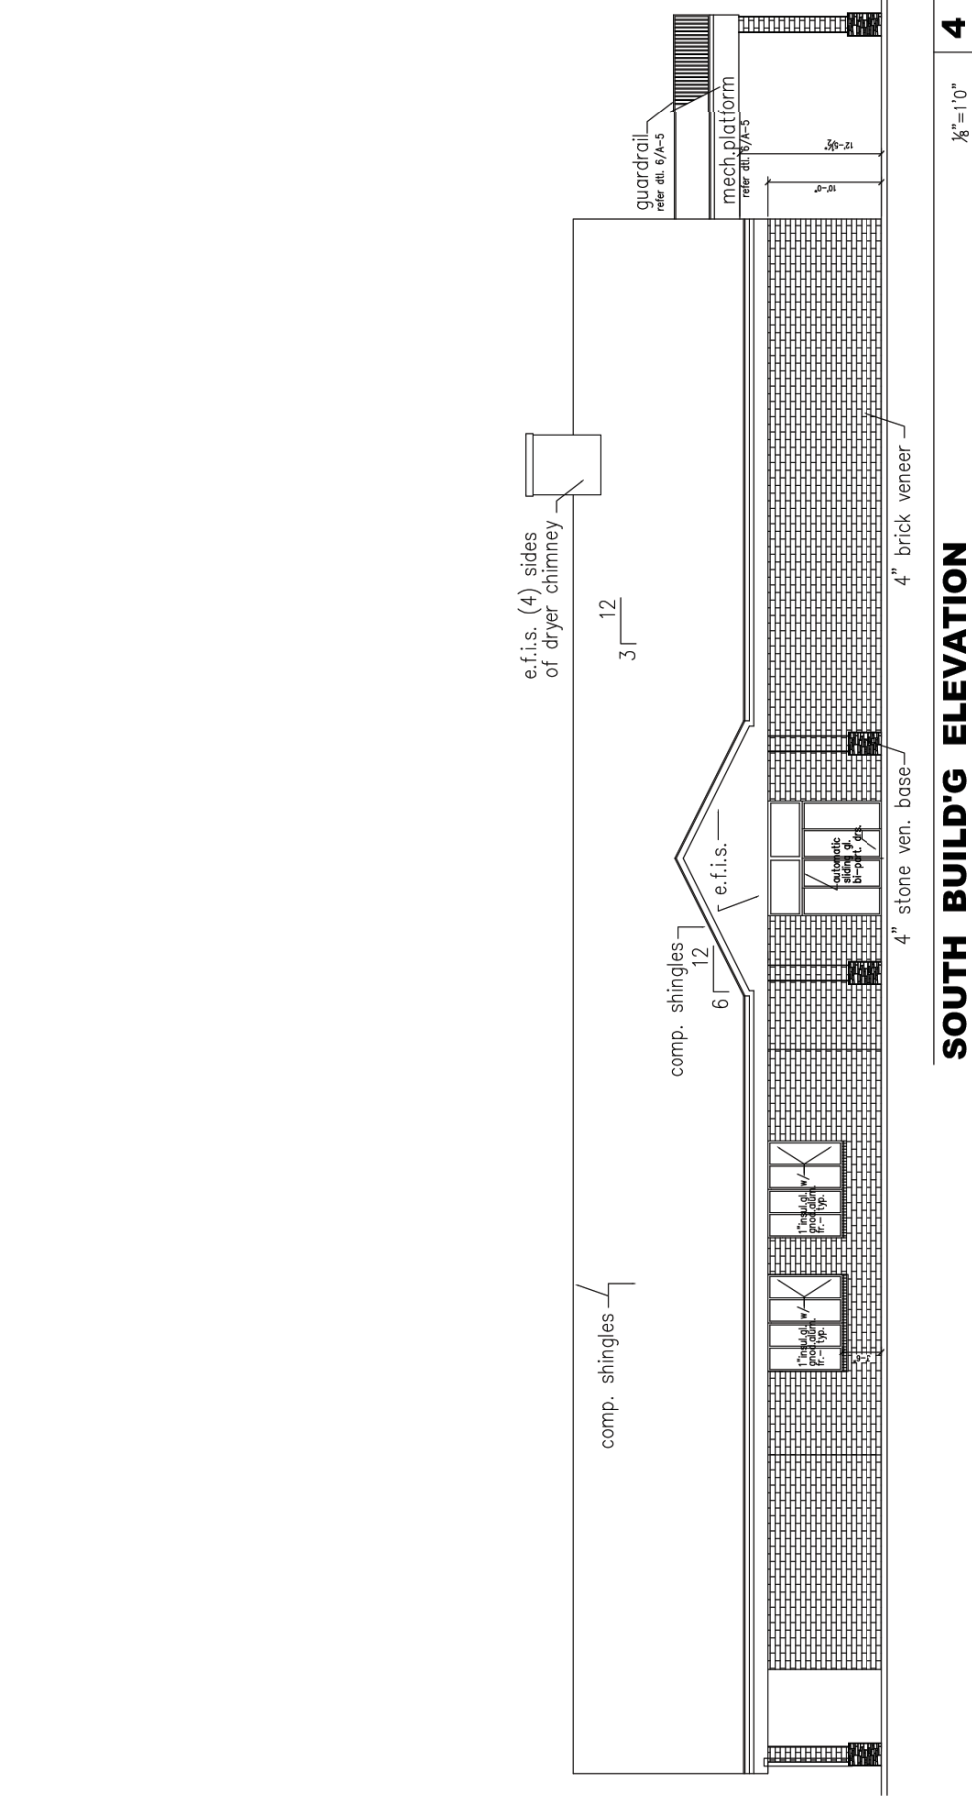 guardrail
refer dtl. 6/A-5
mech.platform
refer dtl. 6/A-5
12'-5½"
10'-0"
e.f.i.s. (4) sides
of dryer chimney
12
3
comp. shingles
comp. shingles
12
6
e.f.i.s.
automatic
sliding gl.
bi-part. drs.
1"insul.gl. w/
anod.alum.
fr.- typ.
1"insul.gl. w/
anod.alum.
fr.- typ.
4" stone ven. base
4" brick veneer
SOUTH BUILD'G ELEVATION
⅛"=1'0"
4